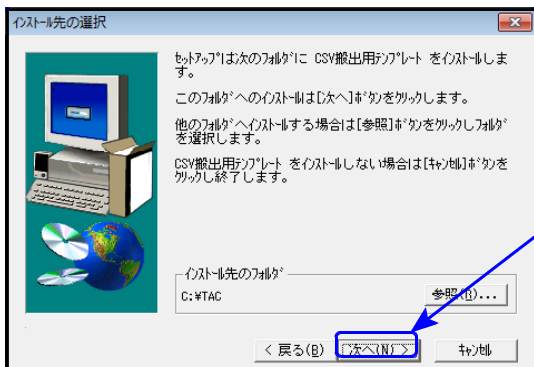 ｲﾝｽﾄｰﾙ先の選択
ｾｯﾄｱｯﾌﾟは次のﾌｫﾙﾀﾞに CSV搬出用ﾃﾝﾌﾟﾚｰﾄ をｲﾝｽﾄｰﾙしま
す。
このﾌｫﾙﾀﾞへのｲﾝｽﾄｰﾙは[次へ]ﾎﾞﾀﾝをｸﾘｯｸします。
他のﾌｫﾙﾀﾞへｲﾝｽﾄｰﾙする場合は[参照]ﾎﾞﾀﾝをｸﾘｯｸしﾌｫﾙﾀﾞ
を選択します。
CSV搬出用ﾃﾝﾌﾟﾚｰﾄ をｲﾝｽﾄｰﾙしない場合は[ｷｬﾝｾﾙ]ﾎﾞﾀﾝを
ｸﾘｯｸし終了します。
ｲﾝｽﾄｰﾙ先のﾌｫﾙﾀﾞ
C:¥TAC
参照(R)...
< 戻る(B)
次へ(N) >
ｷｬﾝｾﾙ